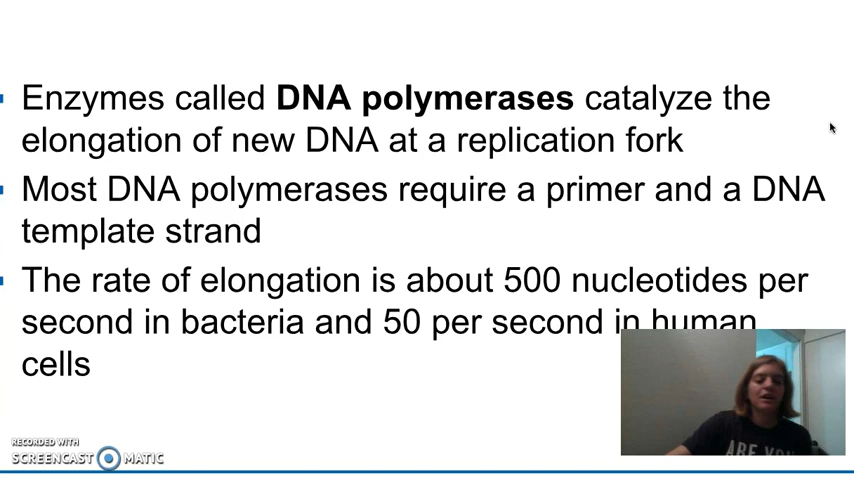 Enzymes called DNA polymerases catalyze the
elongation of new DNA at a replication fork
Most DNA polymerases require a primer and a DNA
template strand
The rate of elongation is about 500 nucleotides per
second in bacteria and 50 per second in human
cells
RECORDED WITH
SCREENCAST MATIC
ARE YOU